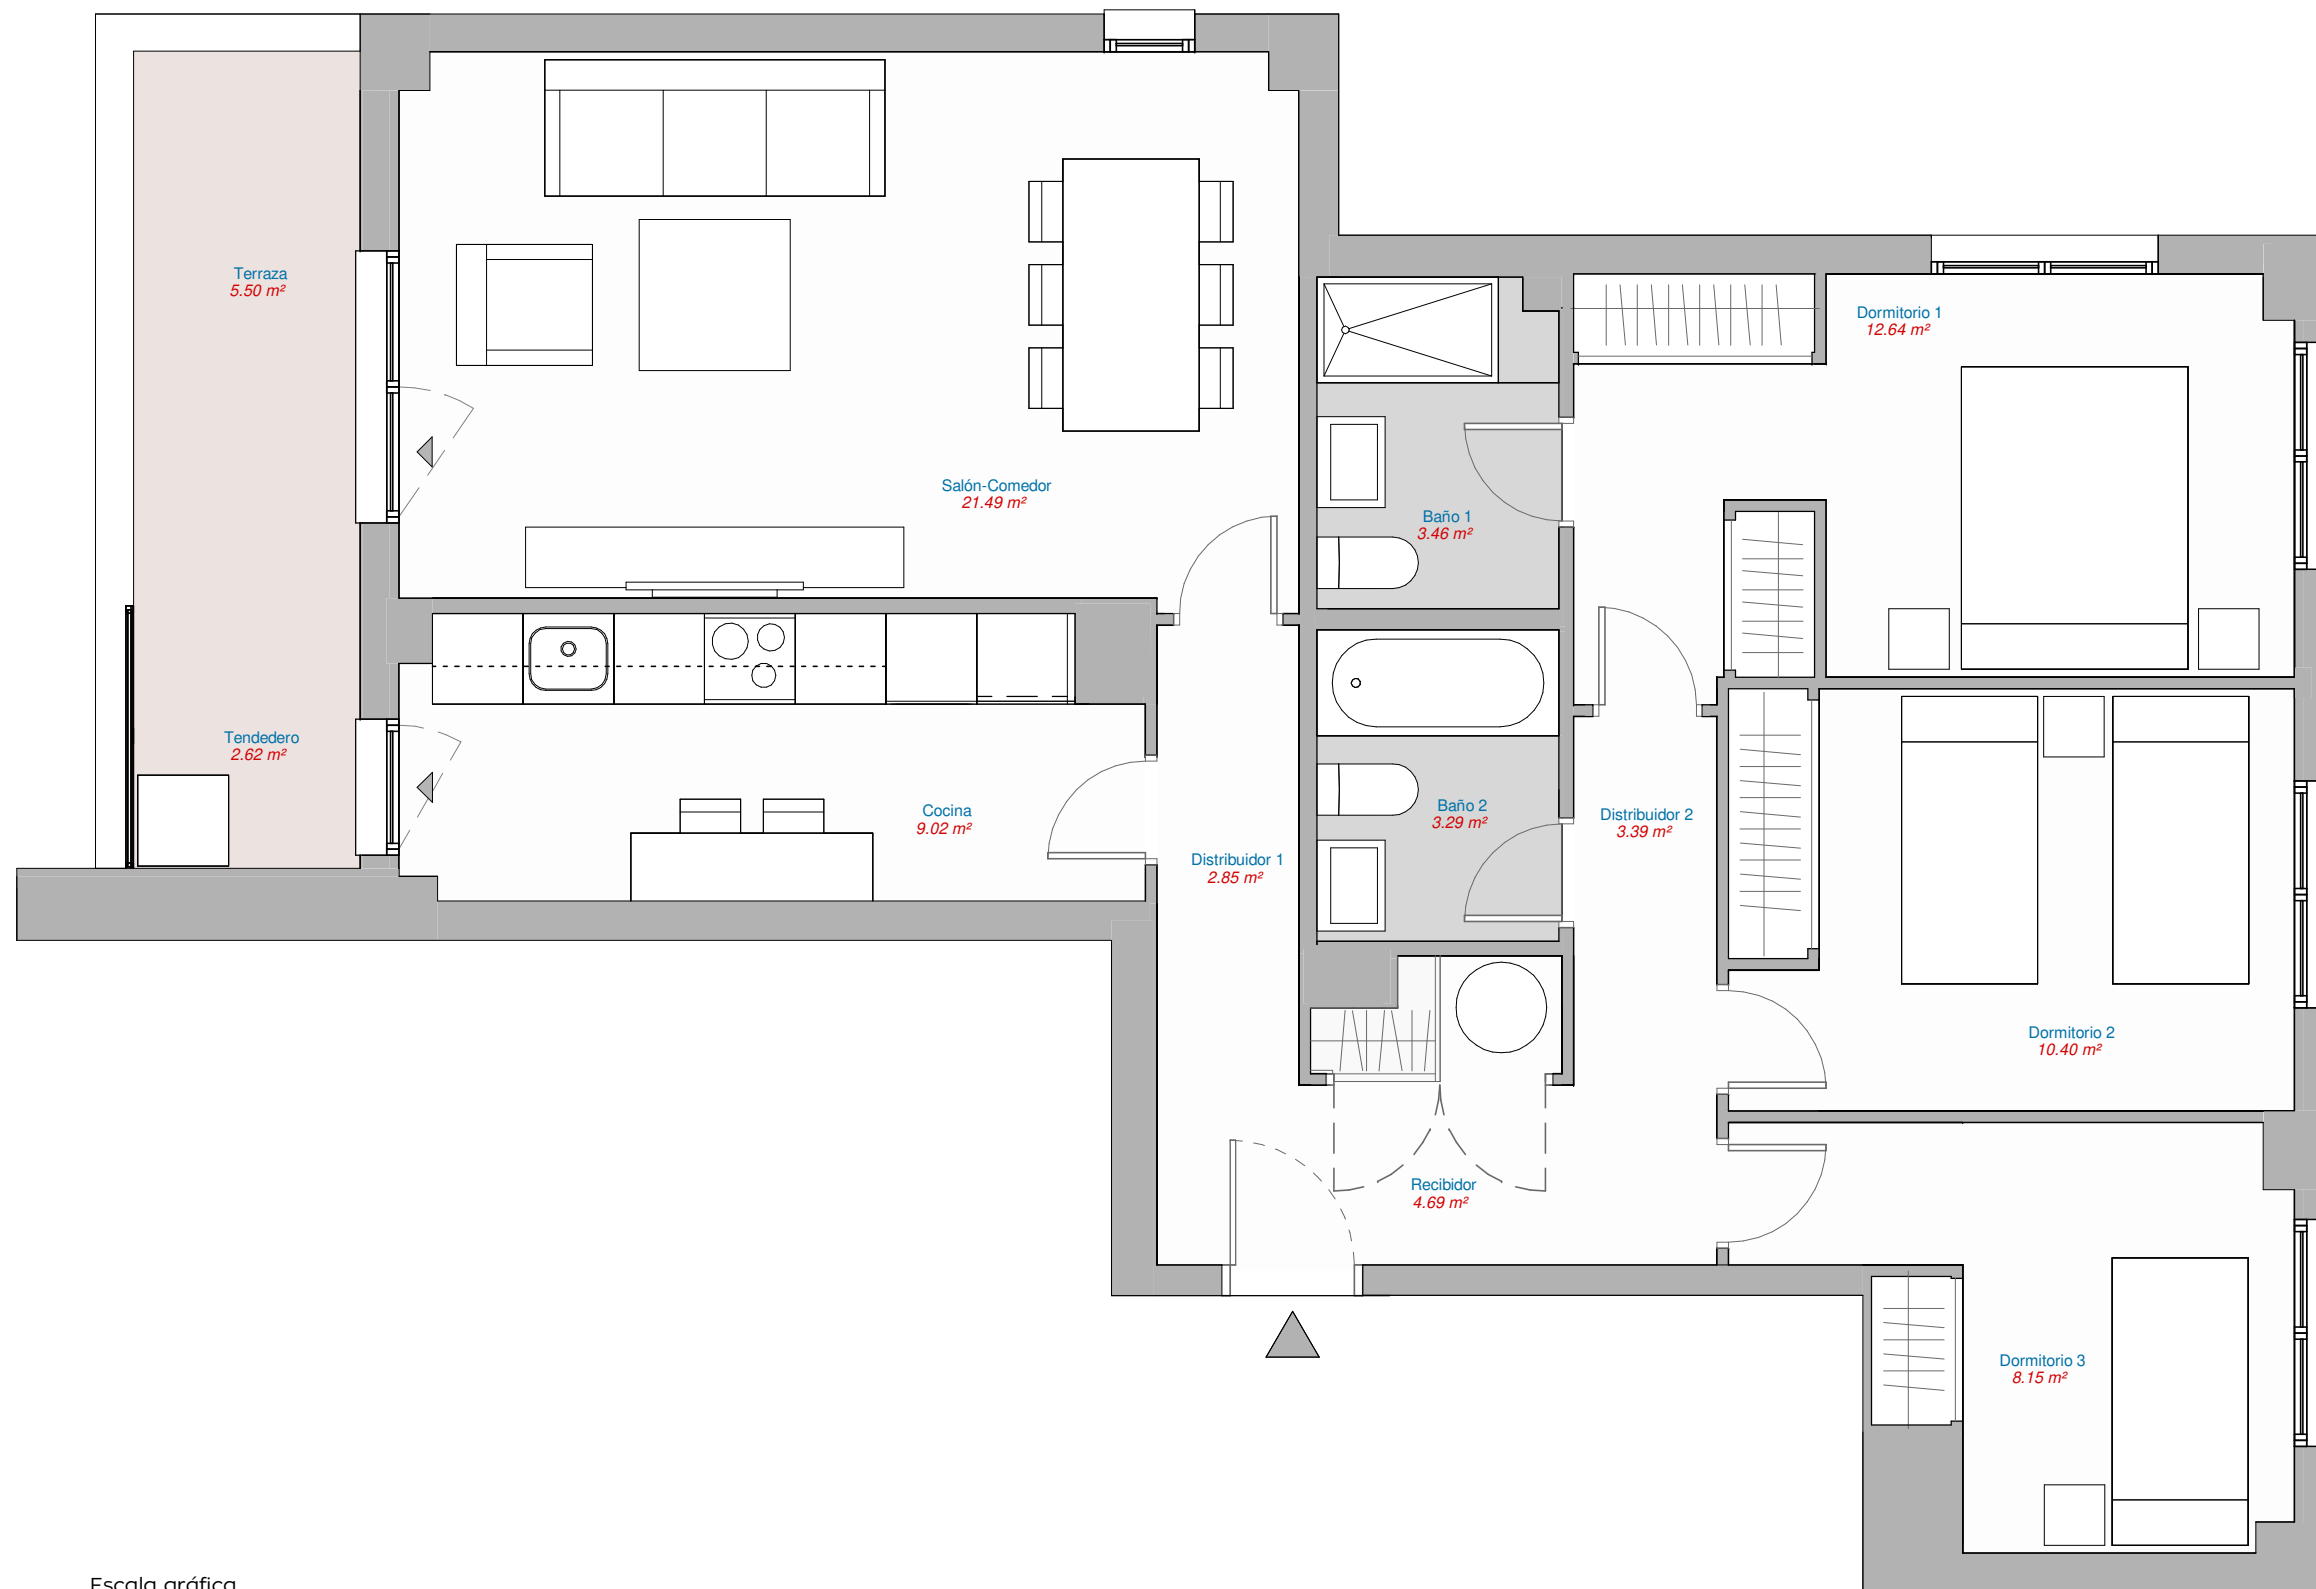 Terraza
5.50 m²
Dormitorio 1
12.64 m²
Salón-Comedor
21.49 m²
Baño 1
3.46 m²
Tendedero
2.62 m²
Cocina
9.02 m²
Baño 2
3.29 m²
Distribuidor 2
3.39 m²
Distribuidor 1
2.85 m²
Dormitorio 2
10.40 m²
Recibidor
4.69 m²
Dormitorio 3
8.15 m²
Escala gráfica